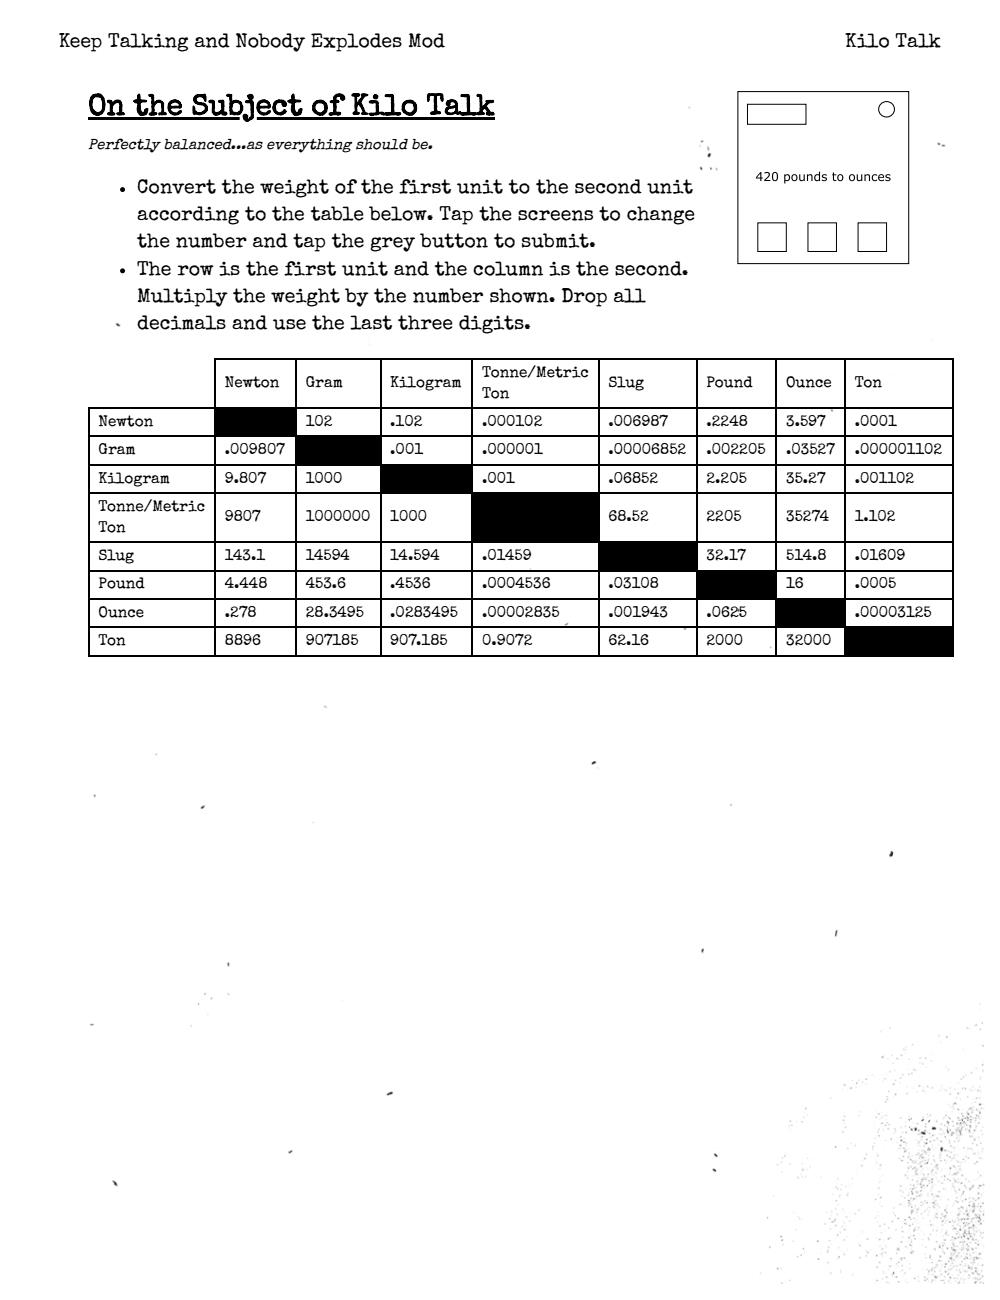 Keep Talking and Nobody Explodes Mod Kilo Talk
On the Subject of Kilo Talk
Perfectly balanced...as everything should be.
420 pounds to ounces
• Convert the weight of the first unit to the second unit
according to the table below. Tap the screens to change
the number and tap the grey button to submit.
• The row is the first unit and the column is the second.
Multiply the weight by the number shown. Drop all
decimals and use the last three digits.
Newton Gram Kilogram Tonne/Metric Ton Slug Pound Ounce Ton
Newton 102 .102 .000102 .006987 .2248 3.597 .0001
Gram .009807 .001 .000001 .00006852 .002205 .03527 .000001102
Kilogram 9.807 1000 .001 .06852 2.205 35.27 .001102
Tonne/Metric Ton 9807 1000000 1000 68.52 2205 35274 1.102
Slug 143.1 14594 14.594 .01459 32.17 514.8 .01609
Pound 4.448 453.6 .4536 .0004536 .03108 16 .0005
Ounce .278 28.3495 .0283495 .00002835 .001943 .0625 .00003125
Ton 8896 907185 907.185 0.9072 62.16 2000 32000